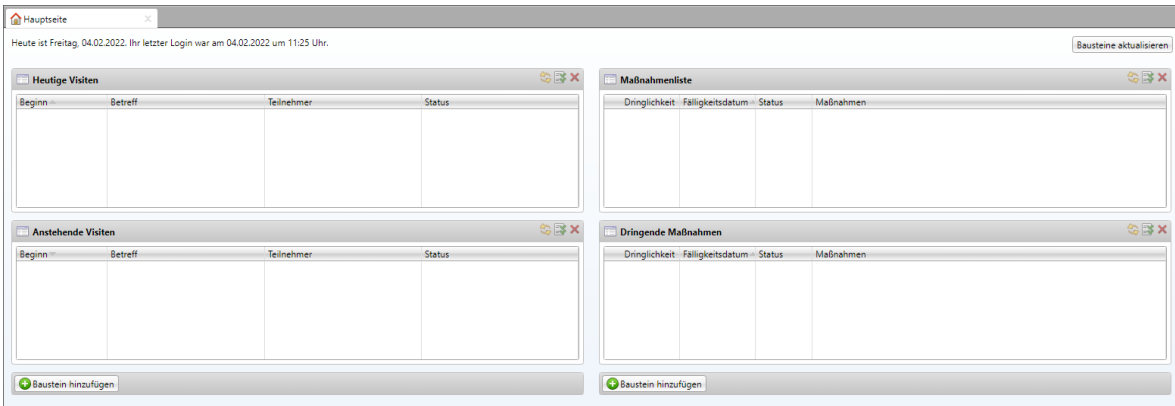 Hauptseite
Heute ist Freitag, 04.02.2022. Ihr letzter Login war am 04.02.2022 um 11:25 Uhr.
Bausteine aktualisieren
Heutige Visiten
Beginn Betreff Teilnehmer Status
Maßnahmenliste
Dringlichkeit Fälligkeitsdatum Status Maßnahmen
Anstehende Visiten
Beginn Betreff Teilnehmer Status
Dringende Maßnahmen
Dringlichkeit Fälligkeitsdatum Status Maßnahmen
Baustein hinzufügen
Baustein hinzufügen